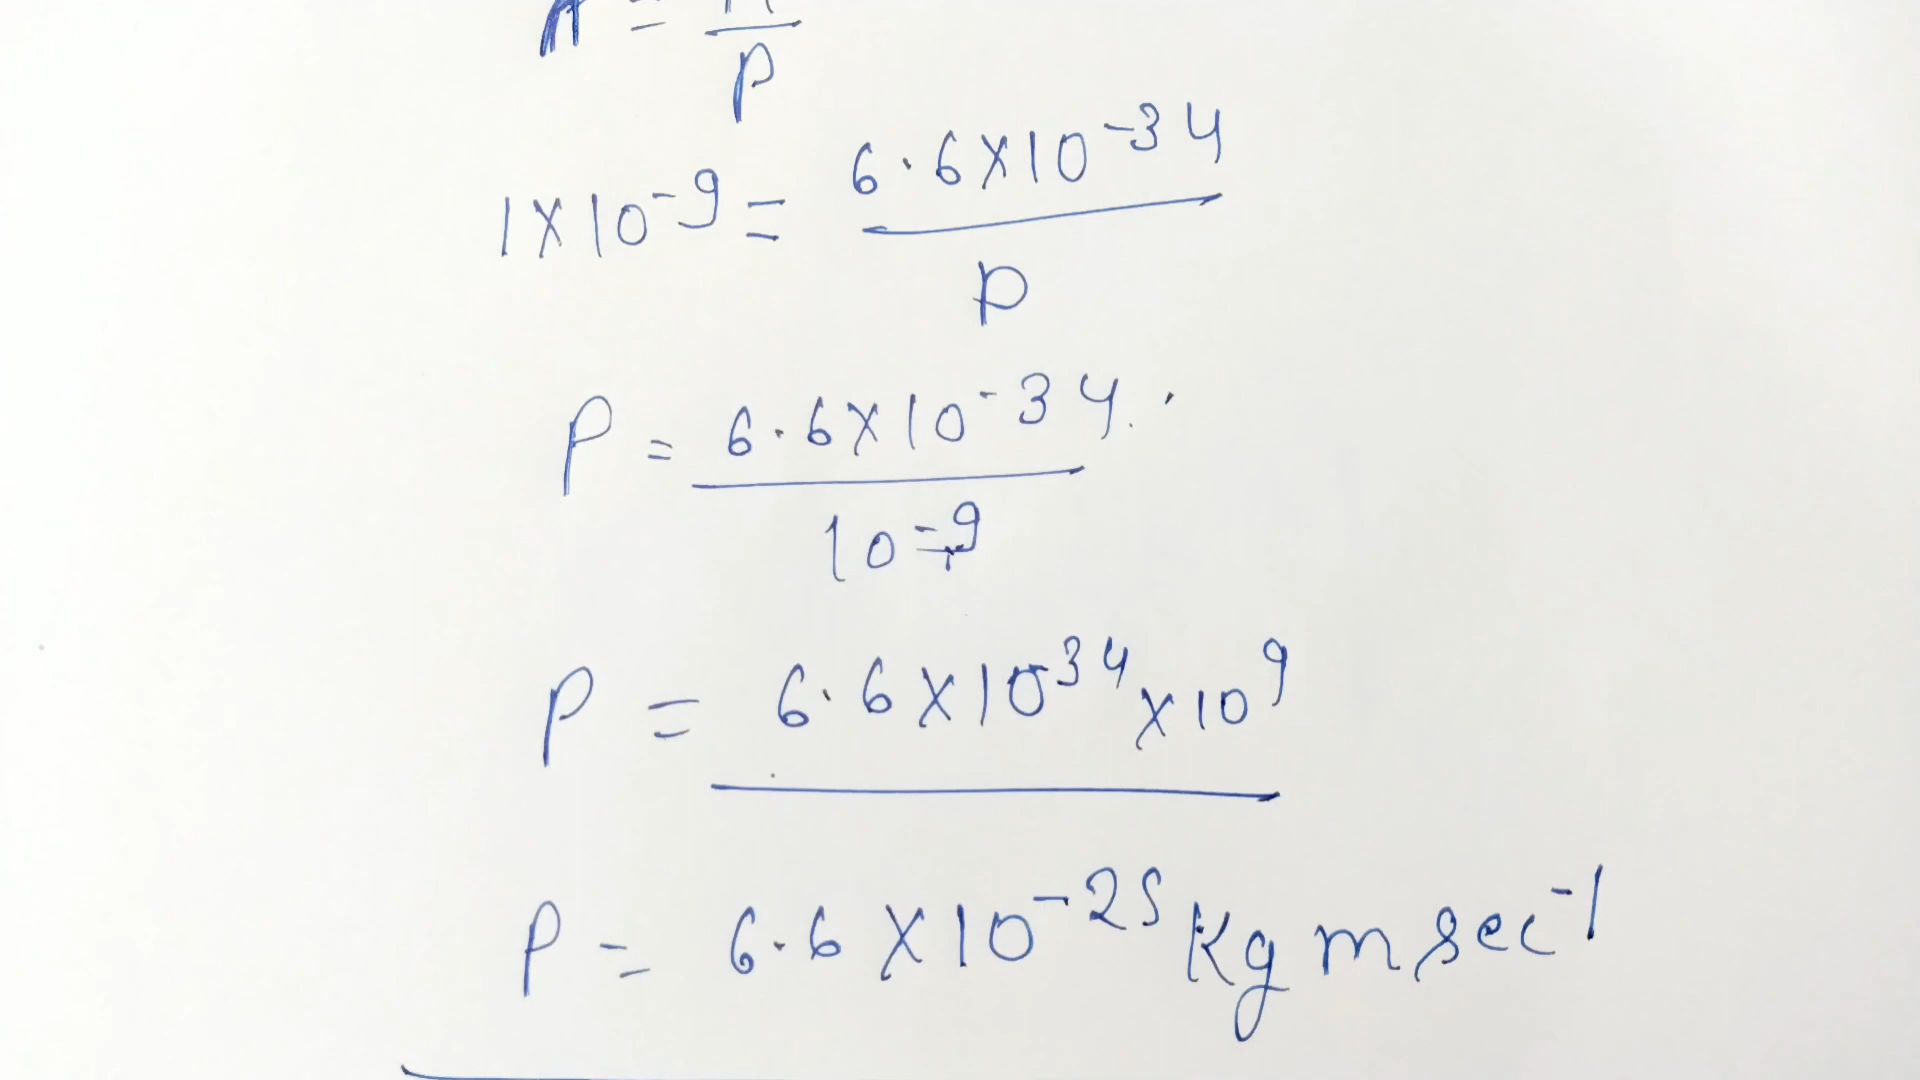 = —
P
1×10⁻⁹ = 6.6×10⁻³⁴
P
P = 6.6×10⁻³⁴
10⁻⁹
P = 6.6×10⁻³⁴×10⁹
P = 6.6×10⁻²⁵ Kg m sec⁻¹